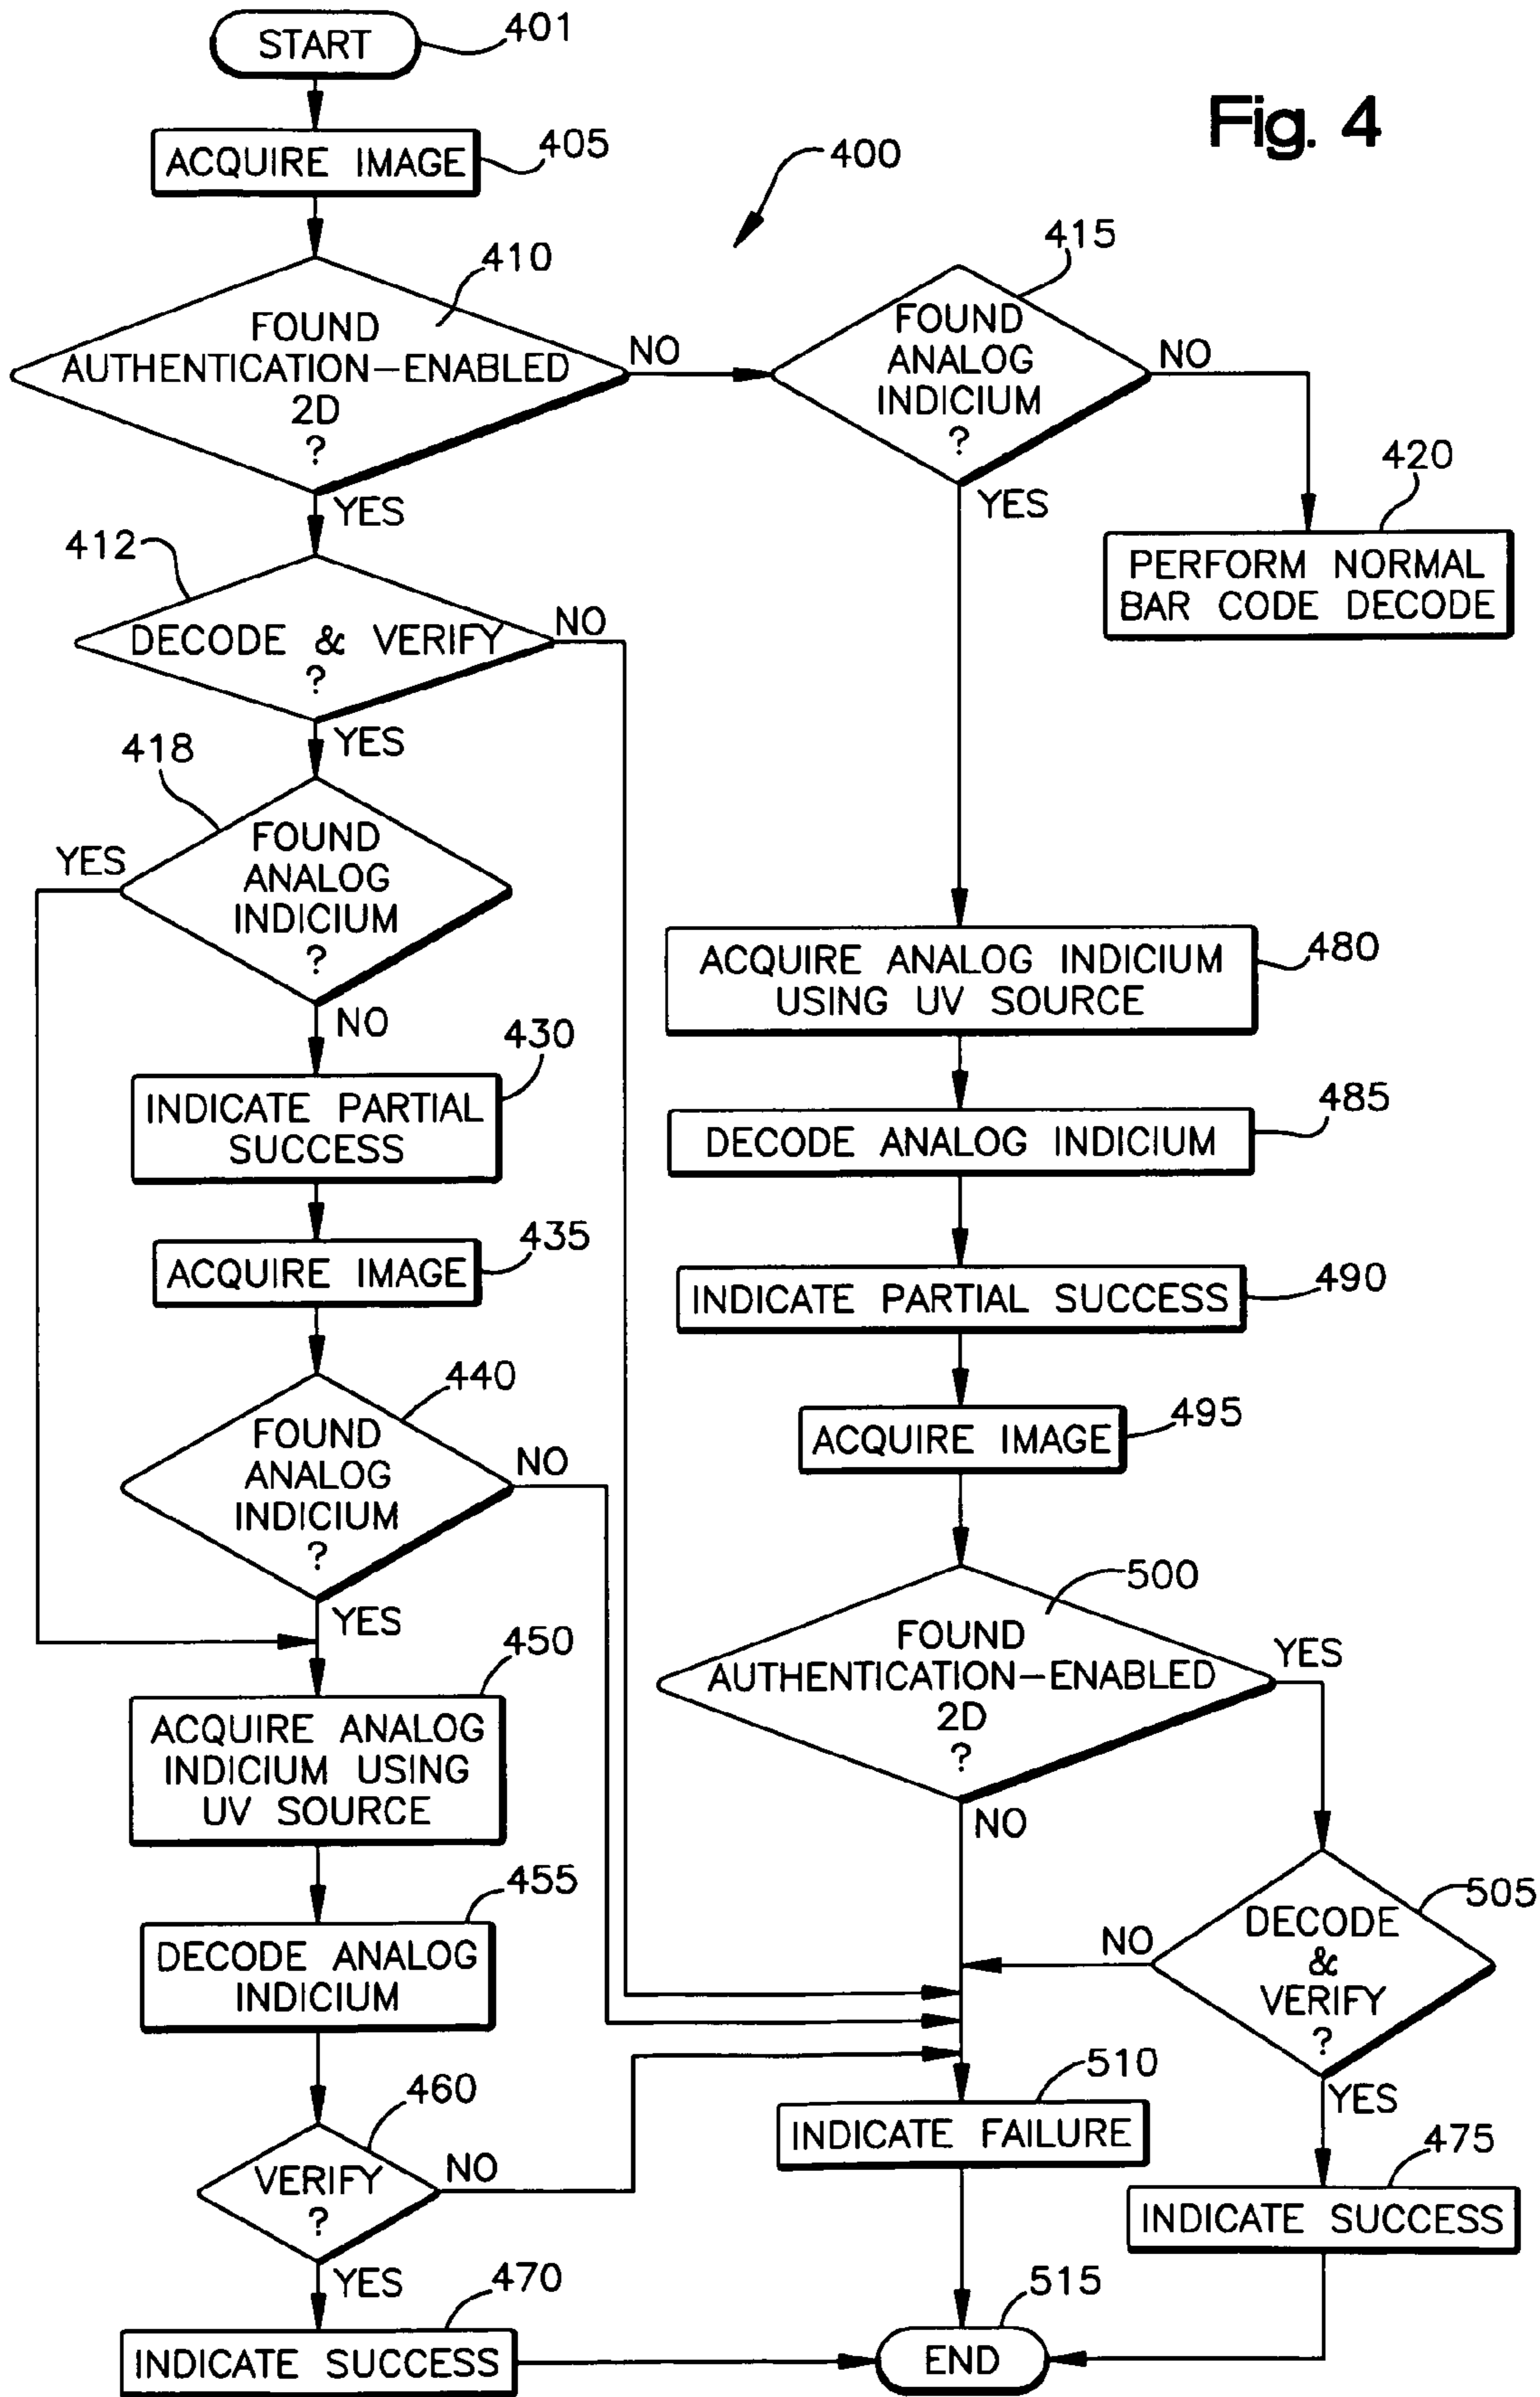 START
401
Fig. 4
ACQUIRE IMAGE
405
400
410
FOUND
AUTHENTICATION-ENABLED
2D
?
NO
YES
415
FOUND
ANALOG
INDICIUM
?
NO
YES
420
PERFORM NORMAL
BAR CODE DECODE
412
DECODE & VERIFY
?
NO
YES
418
FOUND
ANALOG
INDICIUM
?
YES
NO
430
INDICATE PARTIAL
SUCCESS
435
ACQUIRE IMAGE
440
FOUND
ANALOG
INDICIUM
?
NO
YES
450
ACQUIRE ANALOG
INDICIUM USING
UV SOURCE
455
DECODE ANALOG
INDICIUM
460
VERIFY
?
NO
YES
470
INDICATE SUCCESS
480
ACQUIRE ANALOG INDICIUM
USING UV SOURCE
485
DECODE ANALOG INDICIUM
490
INDICATE PARTIAL SUCCESS
495
ACQUIRE IMAGE
500
FOUND
AUTHENTICATION-ENABLED
2D
?
YES
NO
505
DECODE
&
VERIFY
?
NO
YES
510
INDICATE FAILURE
475
INDICATE SUCCESS
515
END